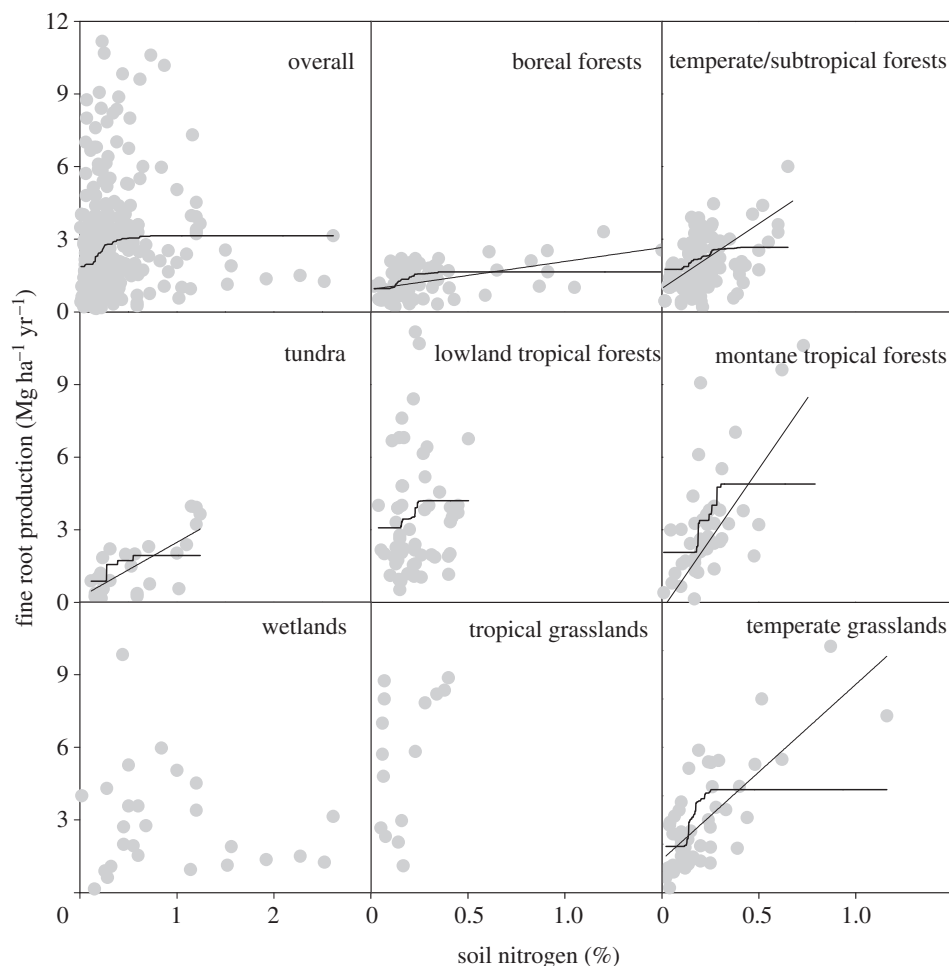 12
overall
boreal forests
temperate/subtropical forests
9
6
3
0
tundra
lowland tropical forests
montane tropical forests
9
6
3
0
fine root production (Mg ha⁻¹ yr⁻¹)
wetlands
tropical grasslands
temperate grasslands
9
6
3
0 1 2 0 0.5 1.0 0 0.5 1.0
soil nitrogen (%)